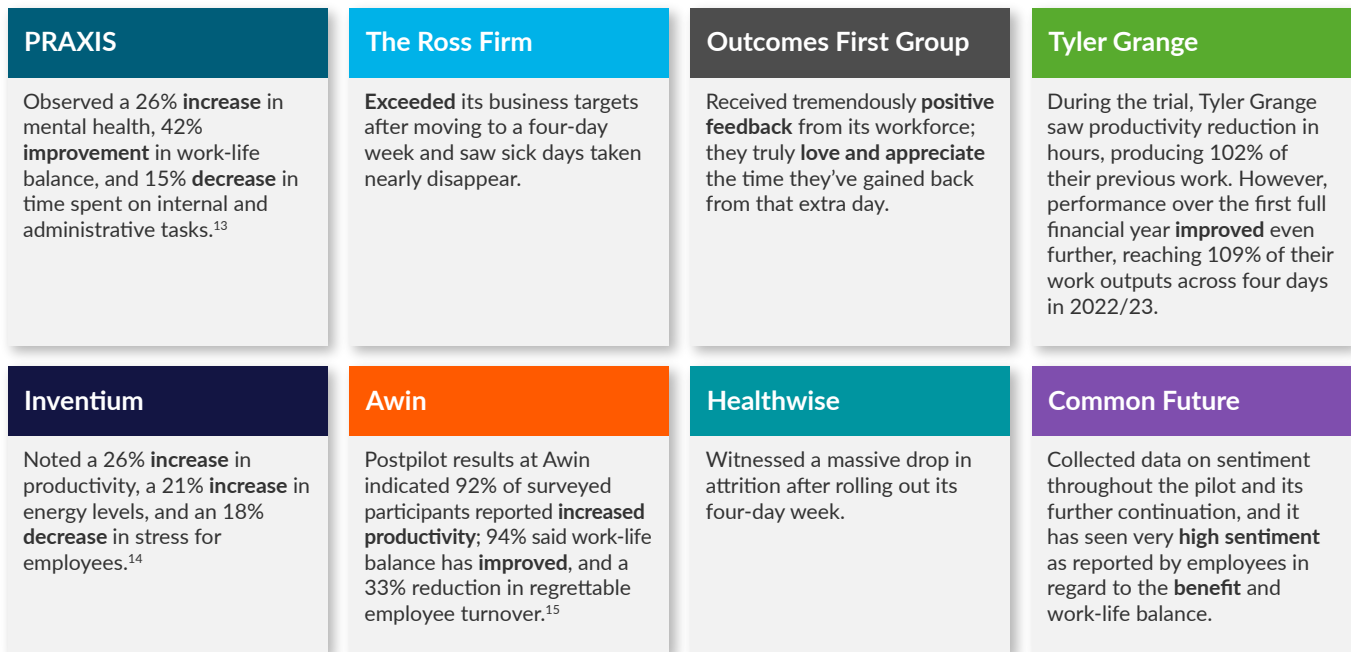 PRAXIS
Observed a 26% increase in
mental health, 42%
improvement in work-life
balance, and 15% decrease in
time spent on internal and
administrative tasks.13
The Ross Firm
Exceeded its business targets
after moving to a four-day
week and saw sick days taken
nearly disappear.
Outcomes First Group
Received tremendously positive
feedback from its workforce;
they truly love and appreciate
the time they've gained back
from that extra day.
Tyler Grange
During the trial, Tyler Grange
saw productivity reduction in
hours, producing 102% of
their previous work. However,
performance over the first full
financial year improved even
further, reaching 109% of their
work outputs across four days
in 2022/23.
Inventium
Noted a 26% increase in
productivity, a 21% increase in
energy levels, and an 18%
decrease in stress for
employees.14
Awin
Postpilot results at Awin
indicated 92% of surveyed
participants reported increased
productivity; 94% said work-life
balance has improved, and a
33% reduction in regrettable
employee turnover.15
Healthwise
Witnessed a massive drop in
attrition after rolling out its
four-day week.
Common Future
Collected data on sentiment
throughout the pilot and its
further continuation, and it
has seen very high sentiment
as reported by employees in
regard to the benefit and
work-life balance.